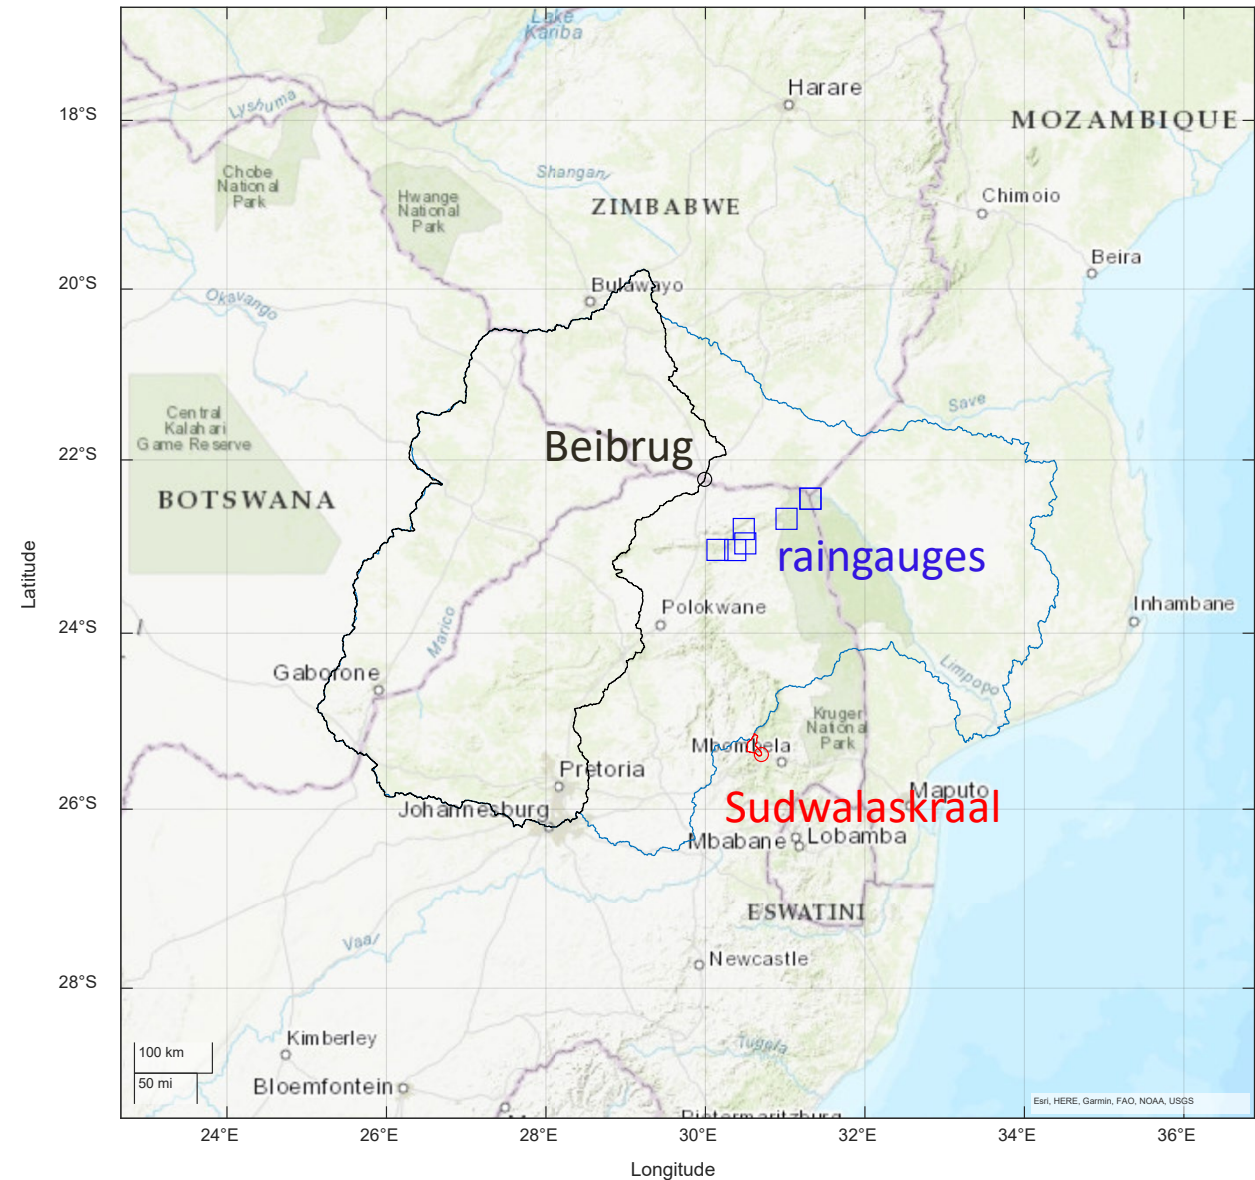 Lake
Kariba
Harare
18°S
Lyshuma
MOZAMBIQUE
Chobe
National
Park
Shangani
Hwange
National
Park
Chimoio
ZIMBABWE
Beira
20°S
Bulawayo
Okavango
Save
Central
Kalahari
Game Reserve
Beibrug
22°S
BOTSWANA
raingauges
Latitude
Polokwane
Inhambane
24°S
Marico
Gaborone
Limpopo
Kruger
National
Park
Mbombela
Pretoria
Maputo
26°S
Johannesburg
Sudwalaskraal
Mbabane
Lobamba
ESWATINI
Vaal
Newcastle
28°S
Kimberley
Tugela
100 km
50 mi
Bloemfontein
Esri, HERE, Garmin, FAO, NOAA, USGS
Pietermaritzburg
24°E 26°E 28°E 30°E 32°E 34°E 36°E
Longitude